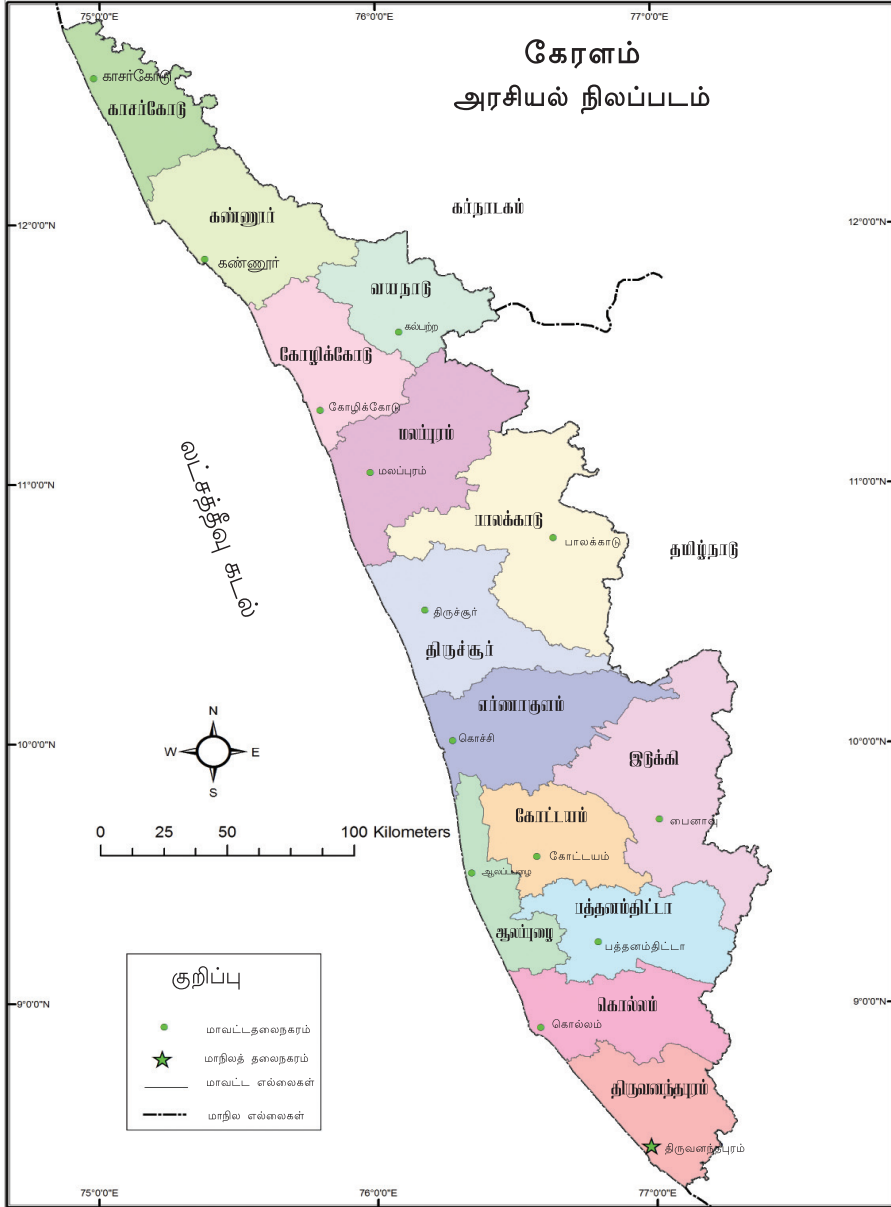 75°0'0"E
76°0'0"E
77°0'0"E
கேரளம்
அரசியல் நிலப்படம்
காசர்கோடு
காசர்கோடு
கர்நாடகம்
கண்ணூர்
12°0'0"N
12°0'0"N
கண்ணூர்
வயநாடு
கல்பற்ற
கோழிக்கோடு
கோழிக்கோடு
மலப்புரம்
மலப்புரம்
11°0'0"N
11°0'0"N
லட்சத்தீவு கடல்
பாலக்காடு
பாலக்காடு
தமிழ்நாடு
திருச்சூர்
திருச்சூர்
எர்ணாகுளம்
கொச்சி
10°0'0"N
10°0'0"N
N
W E
S
இடுக்கி
பைனாவு
0 25 50 100 Kilometers
கோட்டயம்
கோட்டயம்
ஆலப்புழை
பத்தனம்திட்டா
ஆலப்புழை
பத்தனம்திட்டா
குறிப்பு
மாவட்டதலைநகரம்
மாநிலத் தலைநகரம்
மாவட்ட எல்லைகள்
மாநில எல்லைகள்
9°0'0"N
9°0'0"N
கொல்லம்
கொல்லம்
திருவனந்தபுரம்
திருவனந்தபுரம்
75°0'0"E
76°0'0"E
77°0'0"E